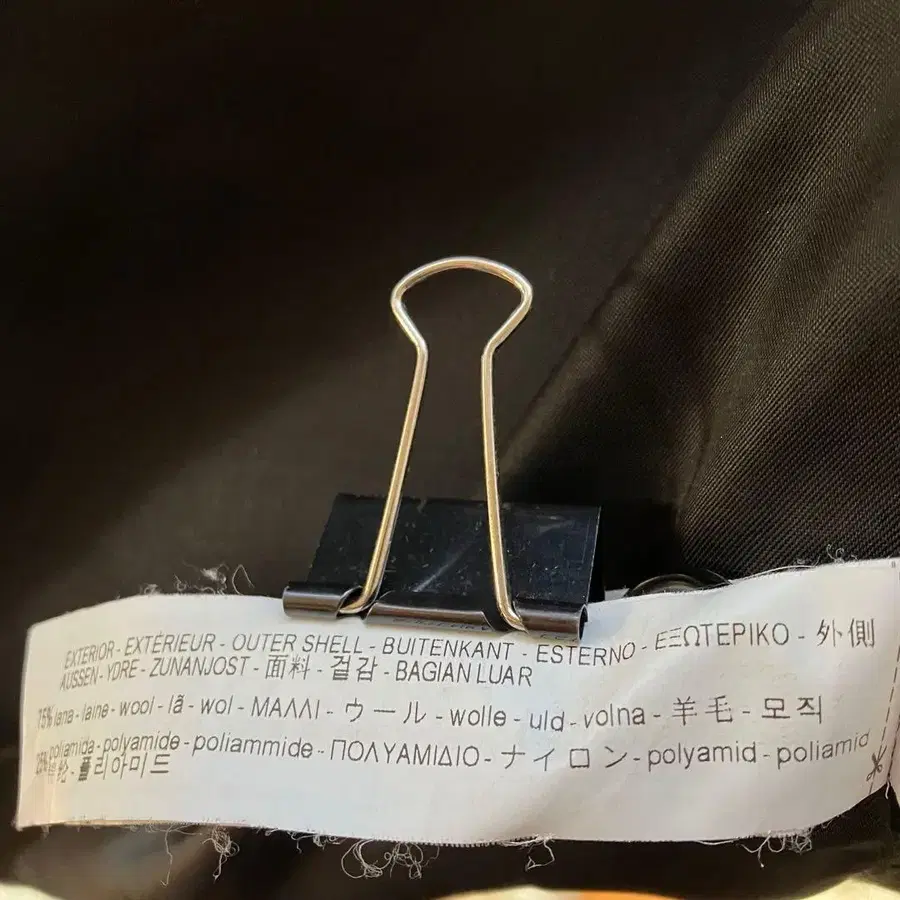 EXTERIOR - EXTÉRIEUR - OUTER SHELL - BUITENKANT - ESTERNO - ΕΞΩΤΕΡΙΚΟ - 外側
AUSSEN - YDRE - ZUNANJOST - 面料 - 겉감 - BAGIAN LUAR
75% lana - laine - wool - lã - wol - ΜΑΛΛΙ - ウール - wolle - uld - volna - 羊毛 - 모직
25% poliamida - polyamide - poliammide - ΠΟΛΥΑΜΙΔΙΟ - ナイロン - polyamid - poliamid
폴리아미드